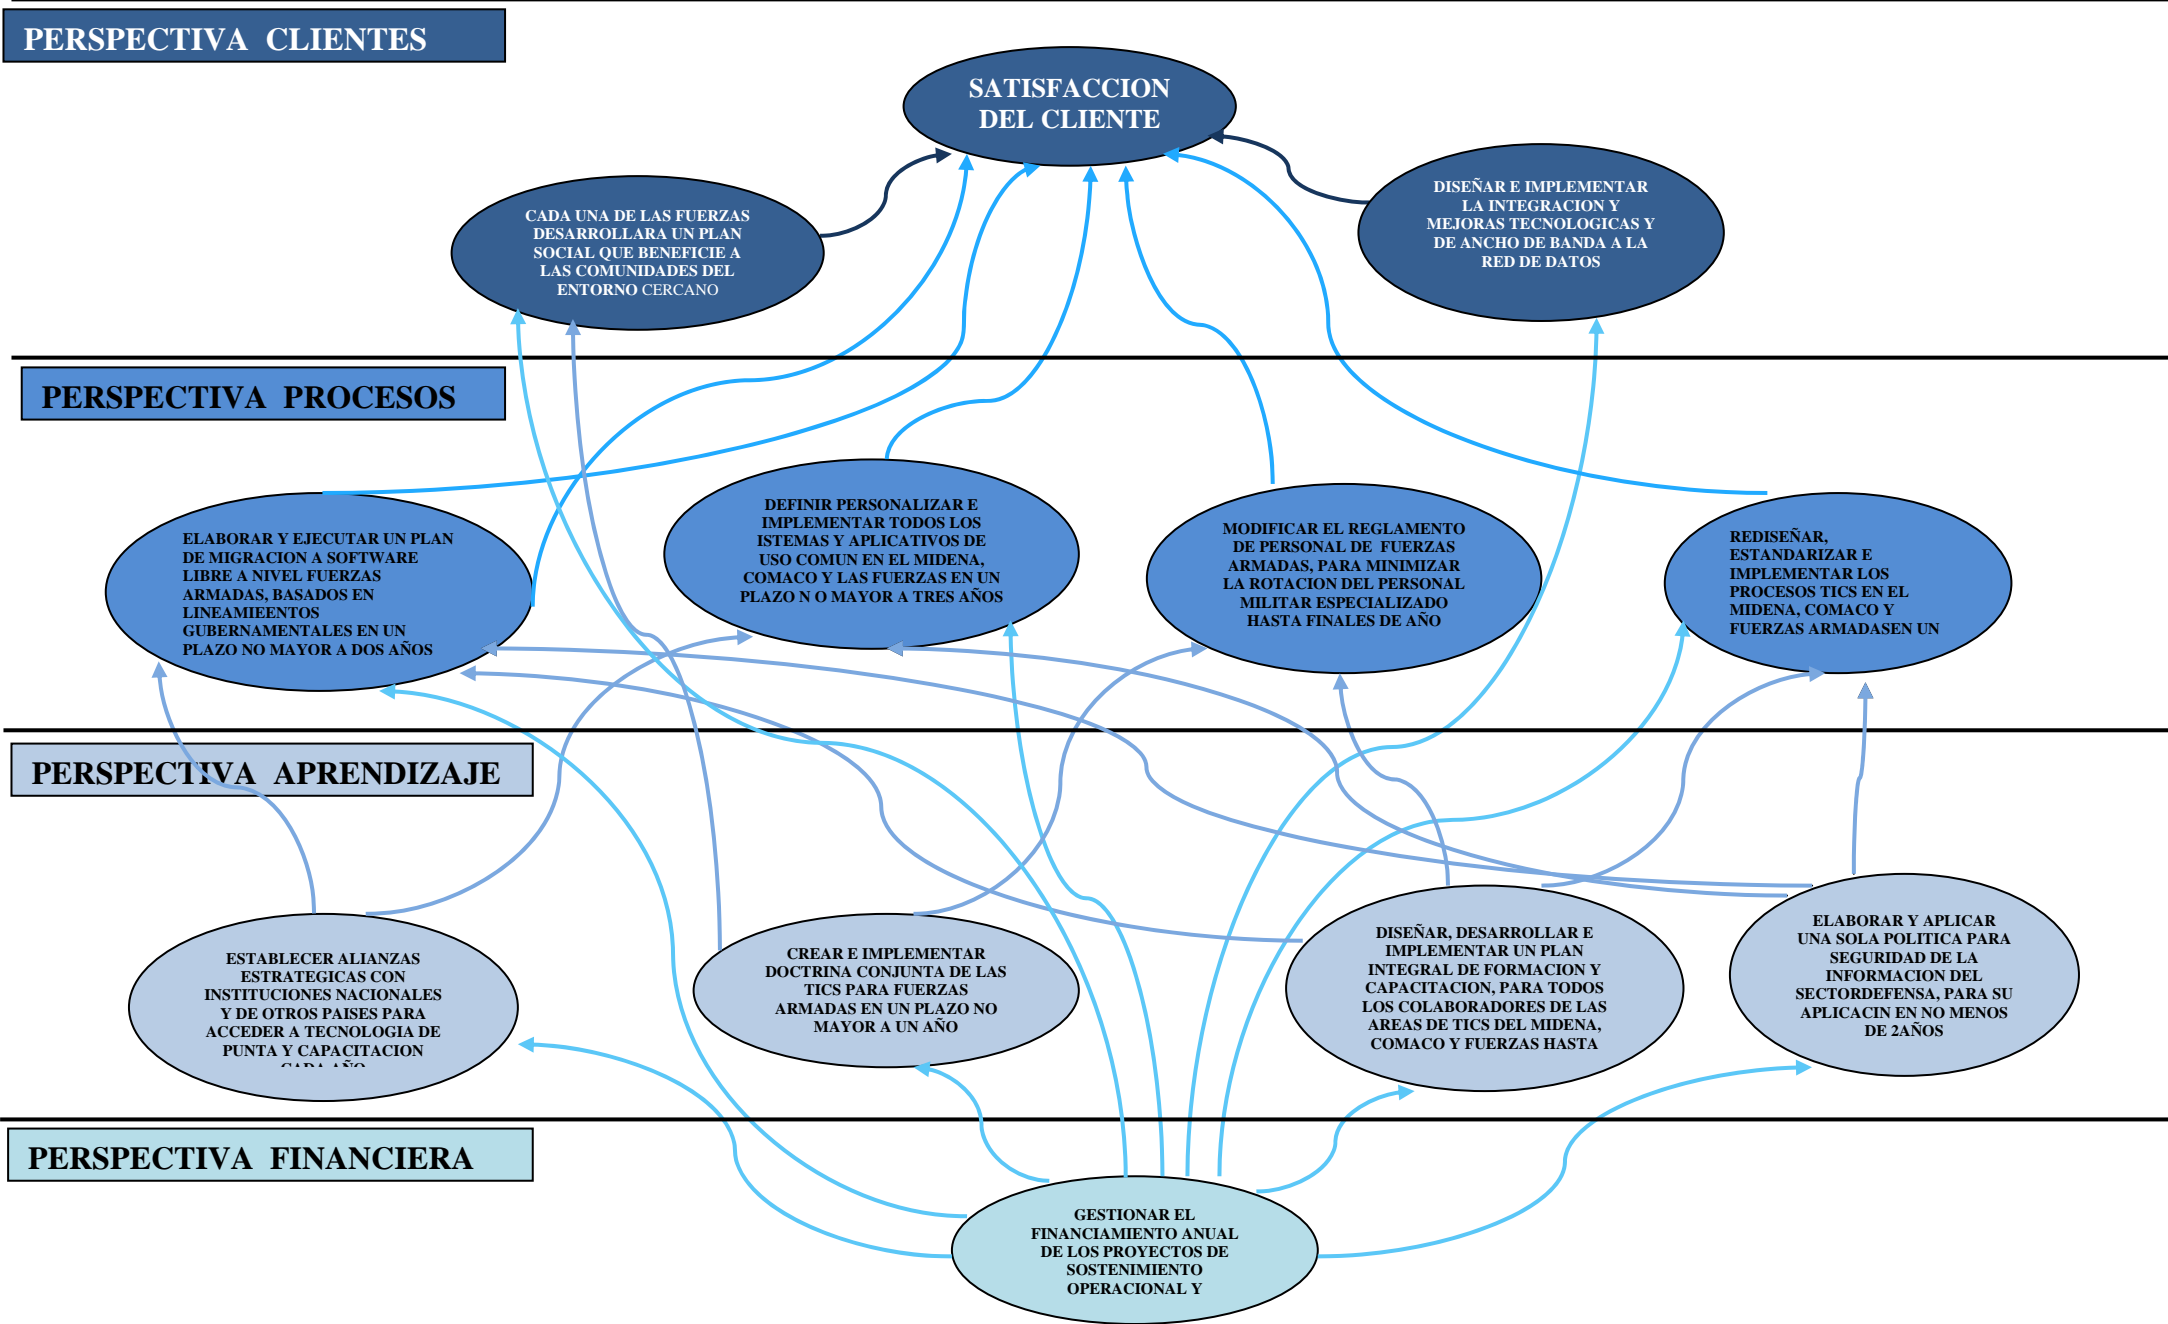 PERSPECTIVA CLIENTES
SATISFACCION
DEL CLIENTE
CADA UNA DE LAS FUERZAS
DESARROLLARA UN PLAN
SOCIAL QUE BENEFICIE A
LAS COMUNIDADES DEL
ENTORNO CERCANO
DISEÑAR E IMPLEMENTAR
LA INTEGRACION Y
MEJORAS TECNOLOGICAS Y
DE ANCHO DE BANDA A LA
RED DE DATOS
PERSPECTIVA PROCESOS
ELABORAR Y EJECUTAR UN PLAN
DE MIGRACION A SOFTWARE
LIBRE A NIVEL FUERZAS
ARMADAS, BASADOS EN
LINEAMIEENTOS
GUBERNAMENTALES EN UN
PLAZO NO MAYOR A DOS AÑOS
DEFINIR PERSONALIZAR E
IMPLEMENTAR TODOS LOS
ISTEMAS Y APLICATIVOS DE
USO COMUN EN EL MIDENA,
COMACO Y LAS FUERZAS EN UN
PLAZO N O MAYOR A TRES AÑOS
MODIFICAR EL REGLAMENTO
DE PERSONAL DE FUERZAS
ARMADAS, PARA MINIMIZAR
LA ROTACION DEL PERSONAL
MILITAR ESPECIALIZADO
HASTA FINALES DE AÑO
REDISEÑAR,
ESTANDARIZAR E
IMPLEMENTAR LOS
PROCESOS TICS EN EL
MIDENA, COMACO Y
FUERZAS ARMADASEN UN
PERSPECTIVA APRENDIZAJE
ESTABLECER ALIANZAS
ESTRATEGICAS CON
INSTITUCIONES NACIONALES
Y DE OTROS PAISES PARA
ACCEDER A TECNOLOGIA DE
PUNTA Y CAPACITACION
CADA AÑO
CREAR E IMPLEMENTAR
DOCTRINA CONJUNTA DE LAS
TICS PARA FUERZAS
ARMADAS EN UN PLAZO NO
MAYOR A UN AÑO
DISEÑAR, DESARROLLAR E
IMPLEMENTAR UN PLAN
INTEGRAL DE FORMACION Y
CAPACITACION, PARA TODOS
LOS COLABORADORES DE LAS
AREAS DE TICS DEL MIDENA,
COMACO Y FUERZAS HASTA
ELABORAR Y APLICAR
UNA SOLA POLITICA PARA
SEGURIDAD DE LA
INFORMACION DEL
SECTORDEFENSA, PARA SU
APLICACIN EN NO MENOS
DE 2AÑOS
PERSPECTIVA FINANCIERA
GESTIONAR EL
FINANCIAMIENTO ANUAL
DE LOS PROYECTOS DE
SOSTENIMIENTO
OPERACIONAL Y